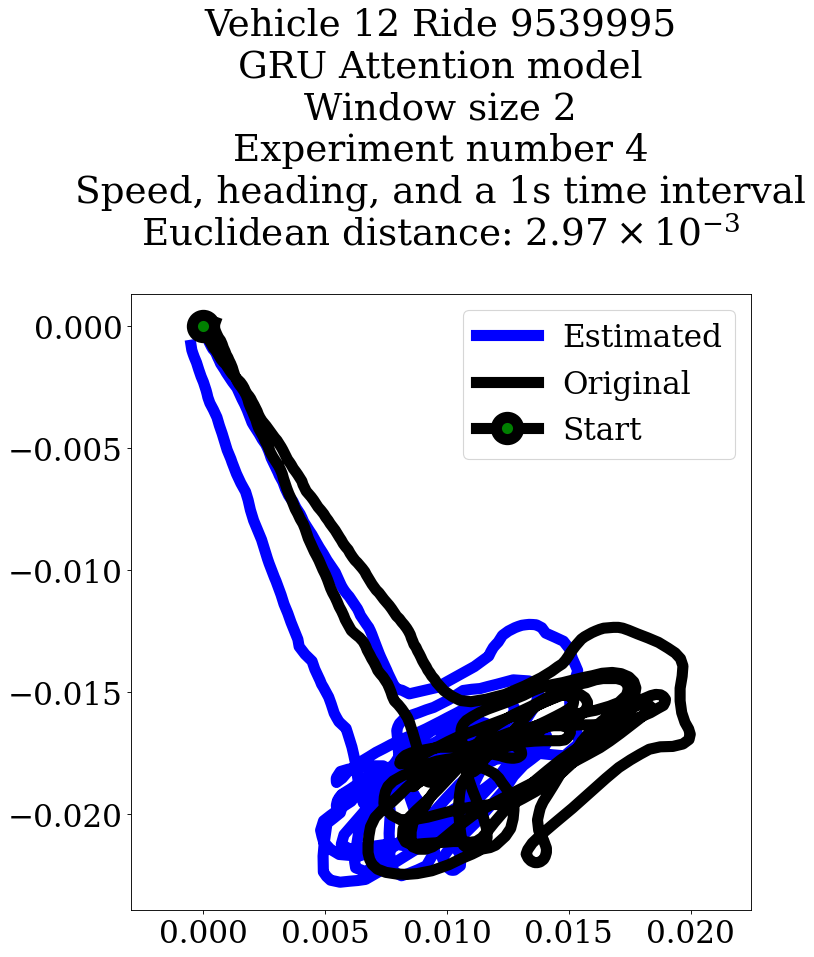 Vehicle 12 Ride 9539995
GRU Attention model
Window size 2
Experiment number 4
Speed, heading, and a 1s time interval
Euclidean distance: 2.97 × 10⁻³
Estimated
Original
Start
0.000
−0.005
−0.010
−0.015
−0.020
0.000 0.005 0.010 0.015 0.020